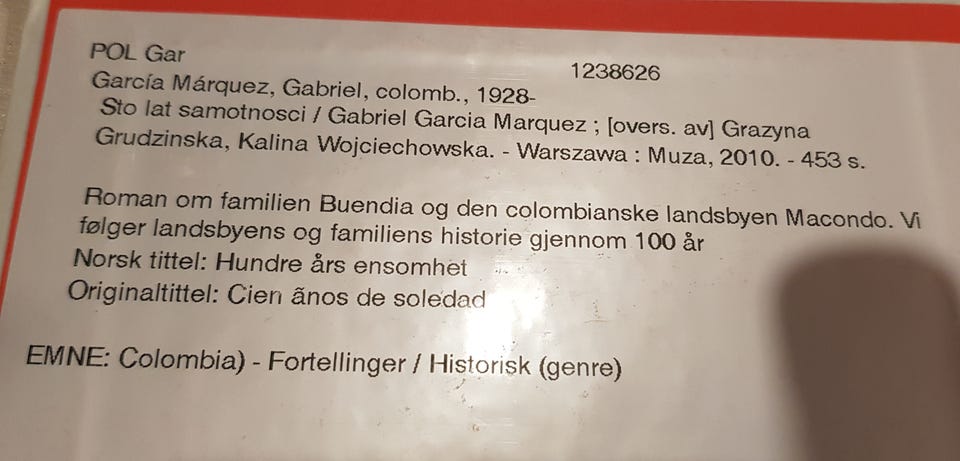 POL Gar
1238626
García Márquez, Gabriel, colomb., 1928-
Sto lat samotnosci / Gabriel Garcia Marquez ; [overs. av] Grazyna
Grudzinska, Kalina Wojciechowska. - Warszawa : Muza, 2010. - 453 s.
Roman om familien Buendia og den colombianske landsbyen Macondo. Vi
følger landsbyens og familiens historie gjennom 100 år
Norsk tittel: Hundre års ensomhet
Originaltittel: Cien ãnos de soledad
EMNE: Colombia) - Fortellinger / Historisk (genre)